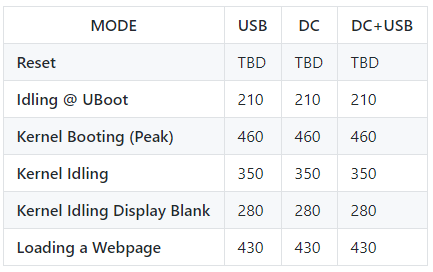 MODE USB DC DC+USB
Reset TBD TBD TBD
Idling @ UBoot 210 210 210
Kernel Booting (Peak) 460 460 460
Kernel Idling 350 350 350
Kernel Idling Display Blank 280 280 280
Loading a Webpage 430 430 430